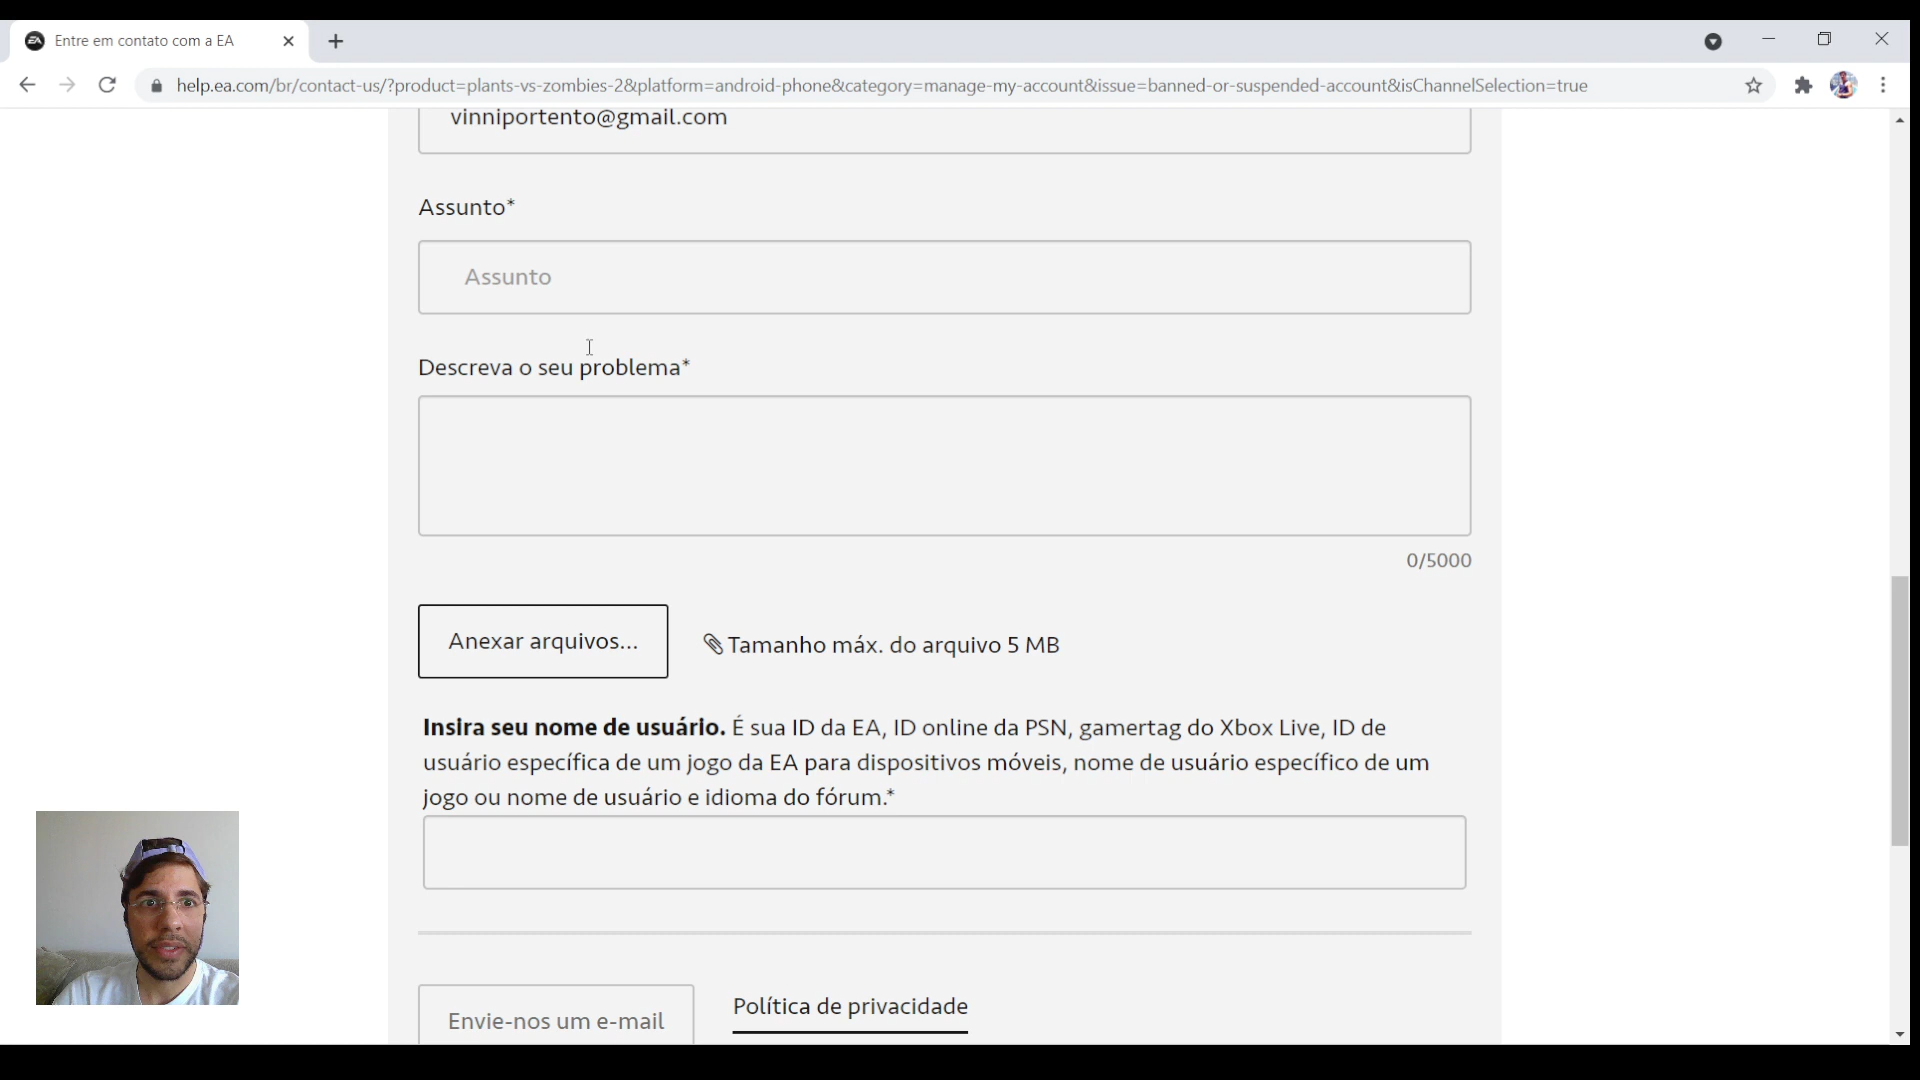 Entre em contato com a EA
help.ea.com/br/contact-us/?product=plants-vs-zombies-2&platform=android-phone&category=manage-my-account&issue=banned-or-suspended-account&isChannelSelection=true
vinniportento@gmail.com
Assunto*
Assunto
Descreva o seu problema*
0/5000
Anexar arquivos...
Tamanho máx. do arquivo 5 MB
Insira seu nome de usuário. É sua ID da EA, ID online da PSN, gamertag do Xbox Live, ID de
usuário específica de um jogo da EA para dispositivos móveis, nome de usuário específico de um
jogo ou nome de usuário e idioma do fórum.*
Envie-nos um e-mail
Política de privacidade